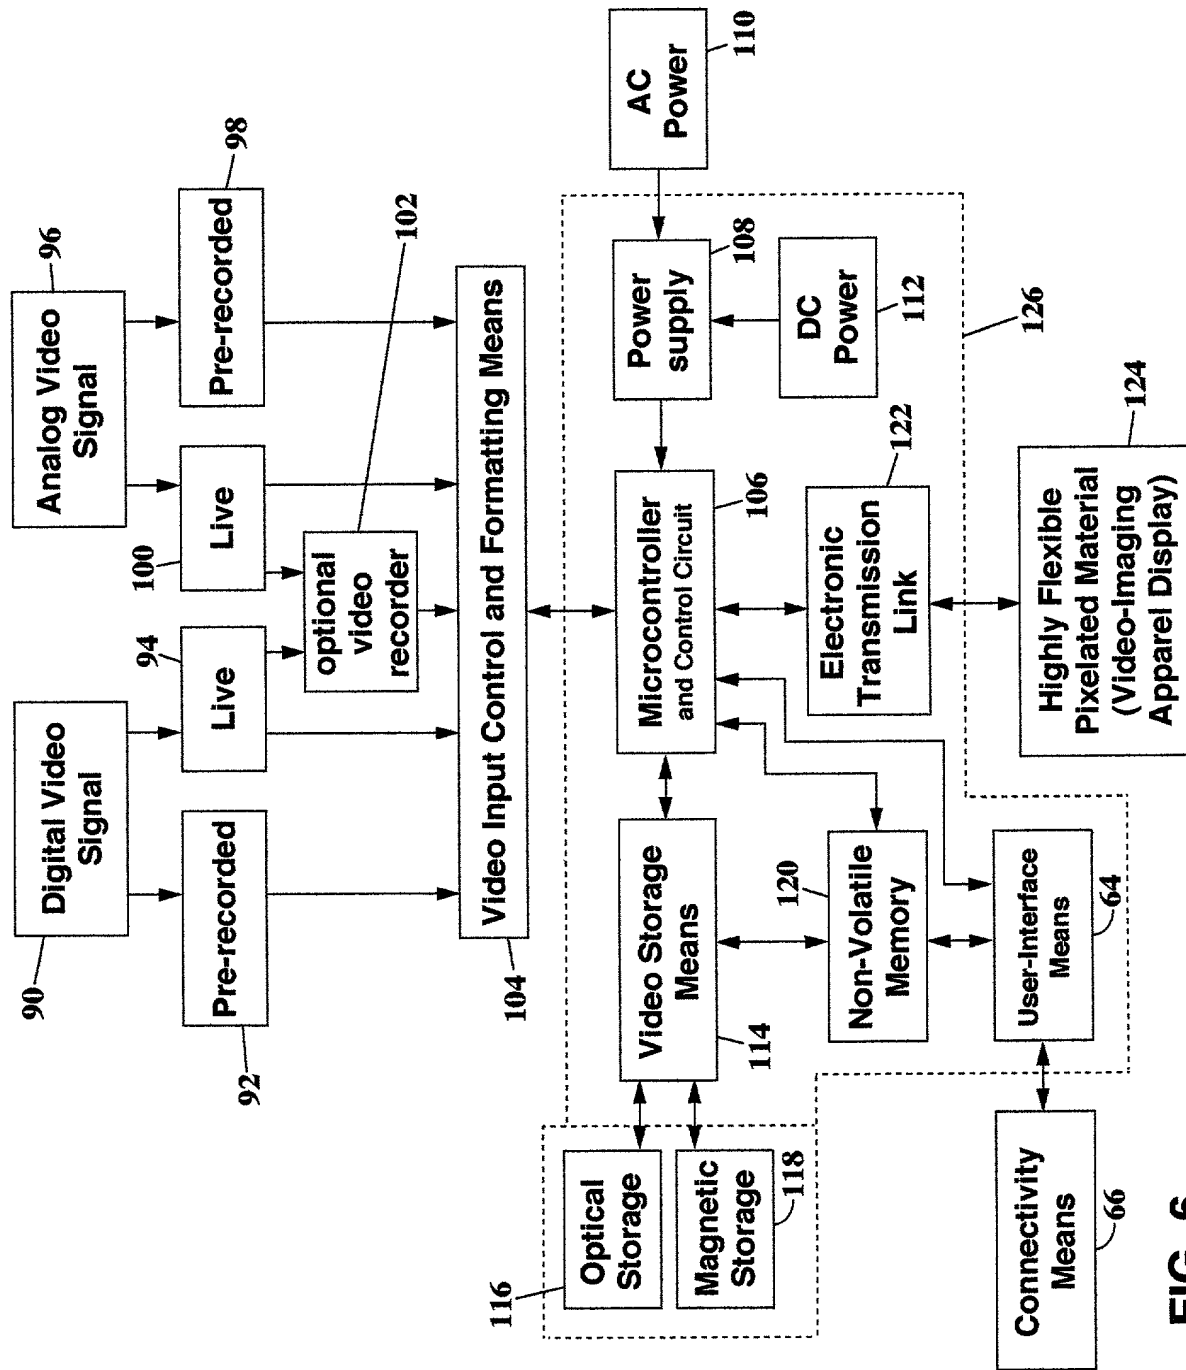 90
Digital Video
Signal
Analog Video
Signal
96
92
Pre-recorded
94
Live
100
Live
Pre-recorded
98
optional
video
recorder
102
104
Video Input Control and Formatting Means
116
Optical
Storage
Magnetic
Storage
118
Video Storage
Means
114
Microcontroller
and Control Circuit
106
Power
supply
108
AC
Power
110
DC
Power
112
120
Non-Volatile
Memory
Electronic
Transmission
Link
122
126
Connectivity
Means
66
User-Interface
Means
64
Highly Flexible
Pixelated Material
(Video-Imaging
Apparel Display)
124
FIG. 6